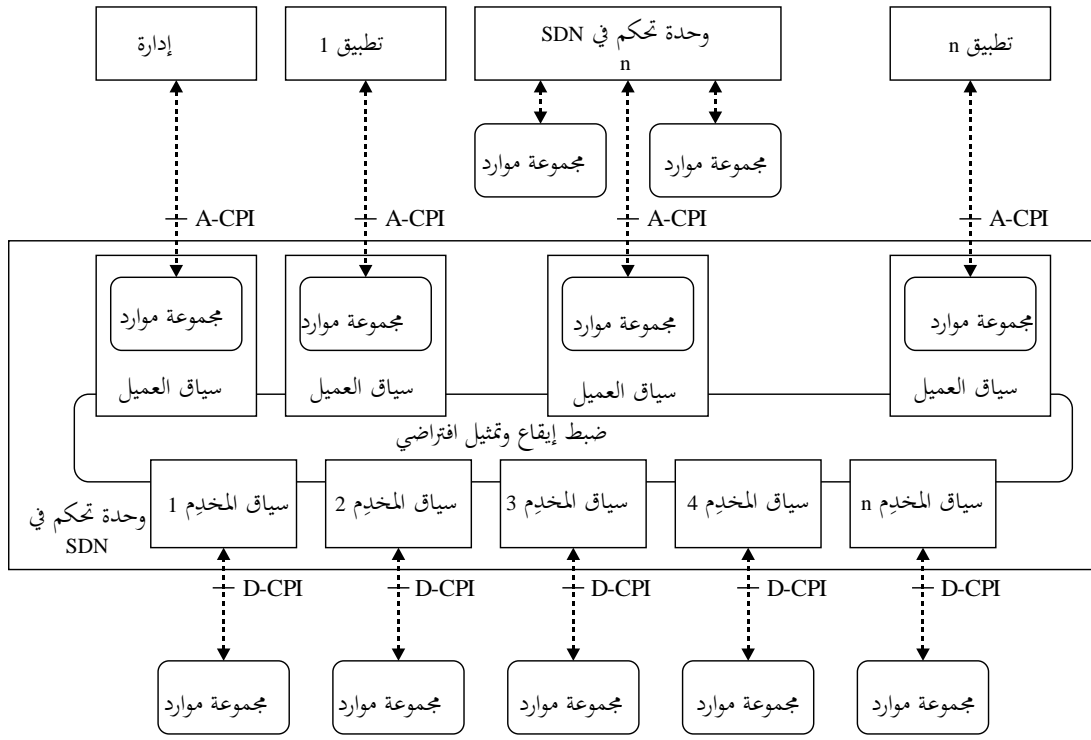 إدارة
تطبيق 1
وحدة تحكم في SDN
n
تطبيق n
مجموعة موارد
مجموعة موارد
A-CPI
A-CPI
A-CPI
A-CPI
مجموعة موارد
مجموعة موارد
مجموعة موارد
مجموعة موارد
سياق العميل
سياق العميل
سياق العميل
سياق العميل
ضبط إيقاع وتمثيل افتراضي
سياق المخدِم 1
سياق المخدِم 2
سياق المخدِم 3
سياق المخدِم 4
سياق المخدِم n
وحدة تحكم في
SDN
D-CPI
D-CPI
D-CPI
D-CPI
D-CPI
مجموعة موارد
مجموعة موارد
مجموعة موارد
مجموعة موارد
مجموعة موارد